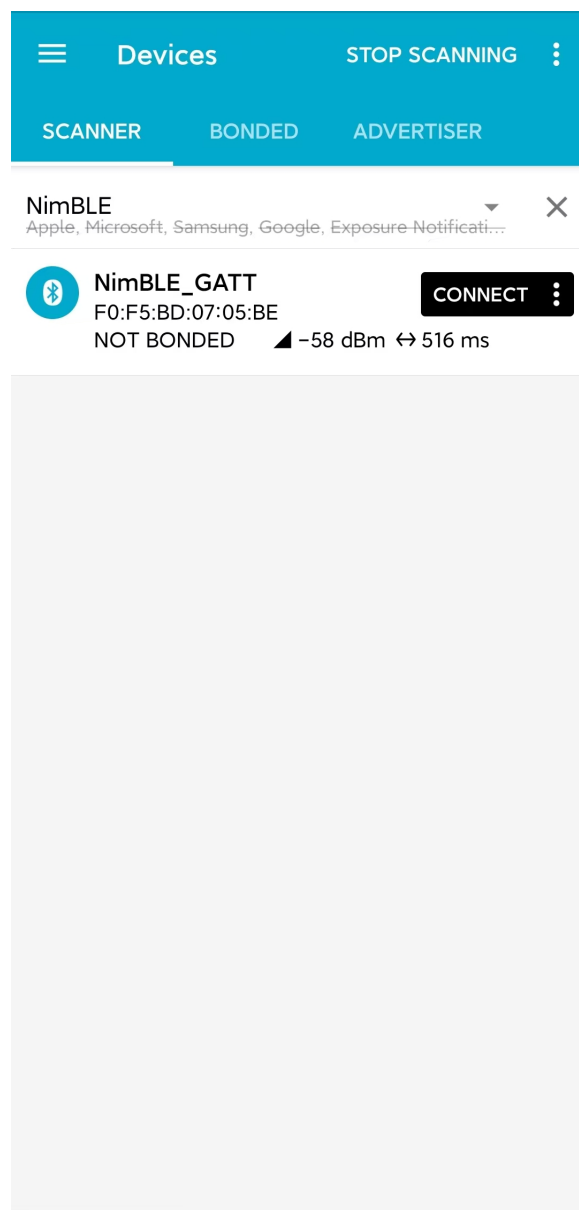 Devices STOP SCANNING
SCANNER BONDED ADVERTISER
NimBLE
Apple, Microsoft, Samsung, Google, Exposure Notificati...
NimBLE_GATT
CONNECT
F0:F5:BD:07:05:BE
NOT BONDED -58 dBm ↔ 516 ms